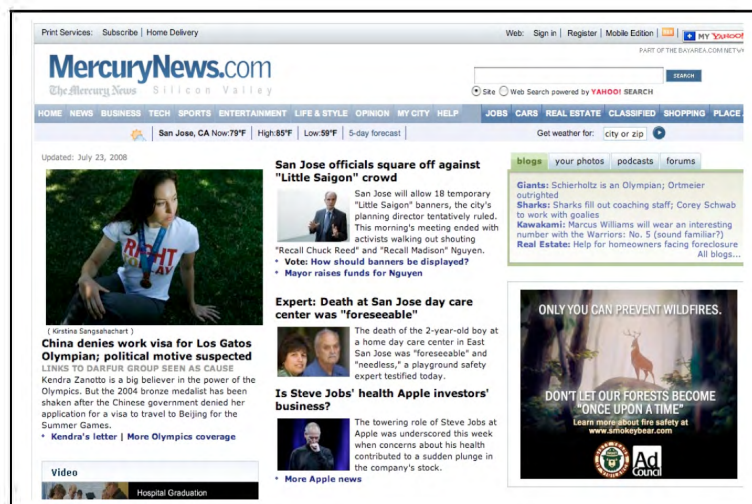 Print Services: Subscribe | Home Delivery
Web: Sign in | Register | Mobile Edition |
MY YAHOO!
PART OF THE BAYAREA.COM NETW
MercuryNews.com
The Mercury News Silicon Valley
SEARCH
Site Web Search powered by YAHOO! SEARCH
HOME NEWS BUSINESS TECH SPORTS ENTERTAINMENT LIFE & STYLE OPINION MY CITY HELP
JOBS CARS REAL ESTATE CLASSIFIED SHOPPING PLACE
San Jose, CA Now:79°F | High:85°F | Low:59°F | 5-day forecast |
Get weather for: city or zip
Updated: July 23, 2008
( Kirstina Sangsahachart )
China denies work visa for Los Gatos
Olympian; political motive suspected
LINKS TO DARFUR GROUP SEEN AS CAUSE
Kendra Zanotto is a big believer in the power of the
Olympics. But the 2004 bronze medalist has been
shaken after the Chinese government denied her
application for a visa to travel to Beijing for the
Summer Games.
Kendra's letter | More Olympics coverage
Video
Hospital Graduation
San Jose officials square off against
"Little Saigon" crowd
San Jose will allow 18 temporary
"Little Saigon" banners, the city's
planning director tentatively ruled.
This morning's meeting ended with
activists walking out shouting
"Recall Chuck Reed" and "Recall Madison" Nguyen.
Vote: How should banners be displayed?
Mayor raises funds for Nguyen
Expert: Death at San Jose day care
center was "foreseeable"
The death of the 2-year-old boy at
a home day care center in East
San Jose was "foreseeable" and
"needless," a playground safety
expert testified today.
Is Steve Jobs' health Apple investors'
business?
The towering role of Steve Jobs at
Apple was underscored this week
when concerns about his health
contributed to a sudden plunge in
the company's stock.
More Apple news
blogs your photos podcasts forums
Giants: Schierholtz is an Olympian; Ortmeier
outrighted
Sharks: Sharks fill out coaching staff; Corey Schwab
to work with goalies
Kawakami: Marcus Williams will wear an interesting
number with the Warriors: No. 5 (sound familiar?)
Real Estate: Help for homeowners facing foreclosure
All blogs...
ONLY YOU CAN PREVENT WILDFIRES.
DON'T LET OUR FORESTS BECOME
"ONCE UPON A TIME"
Learn more about fire safety at
www.smokeybear.com
Ad
Council